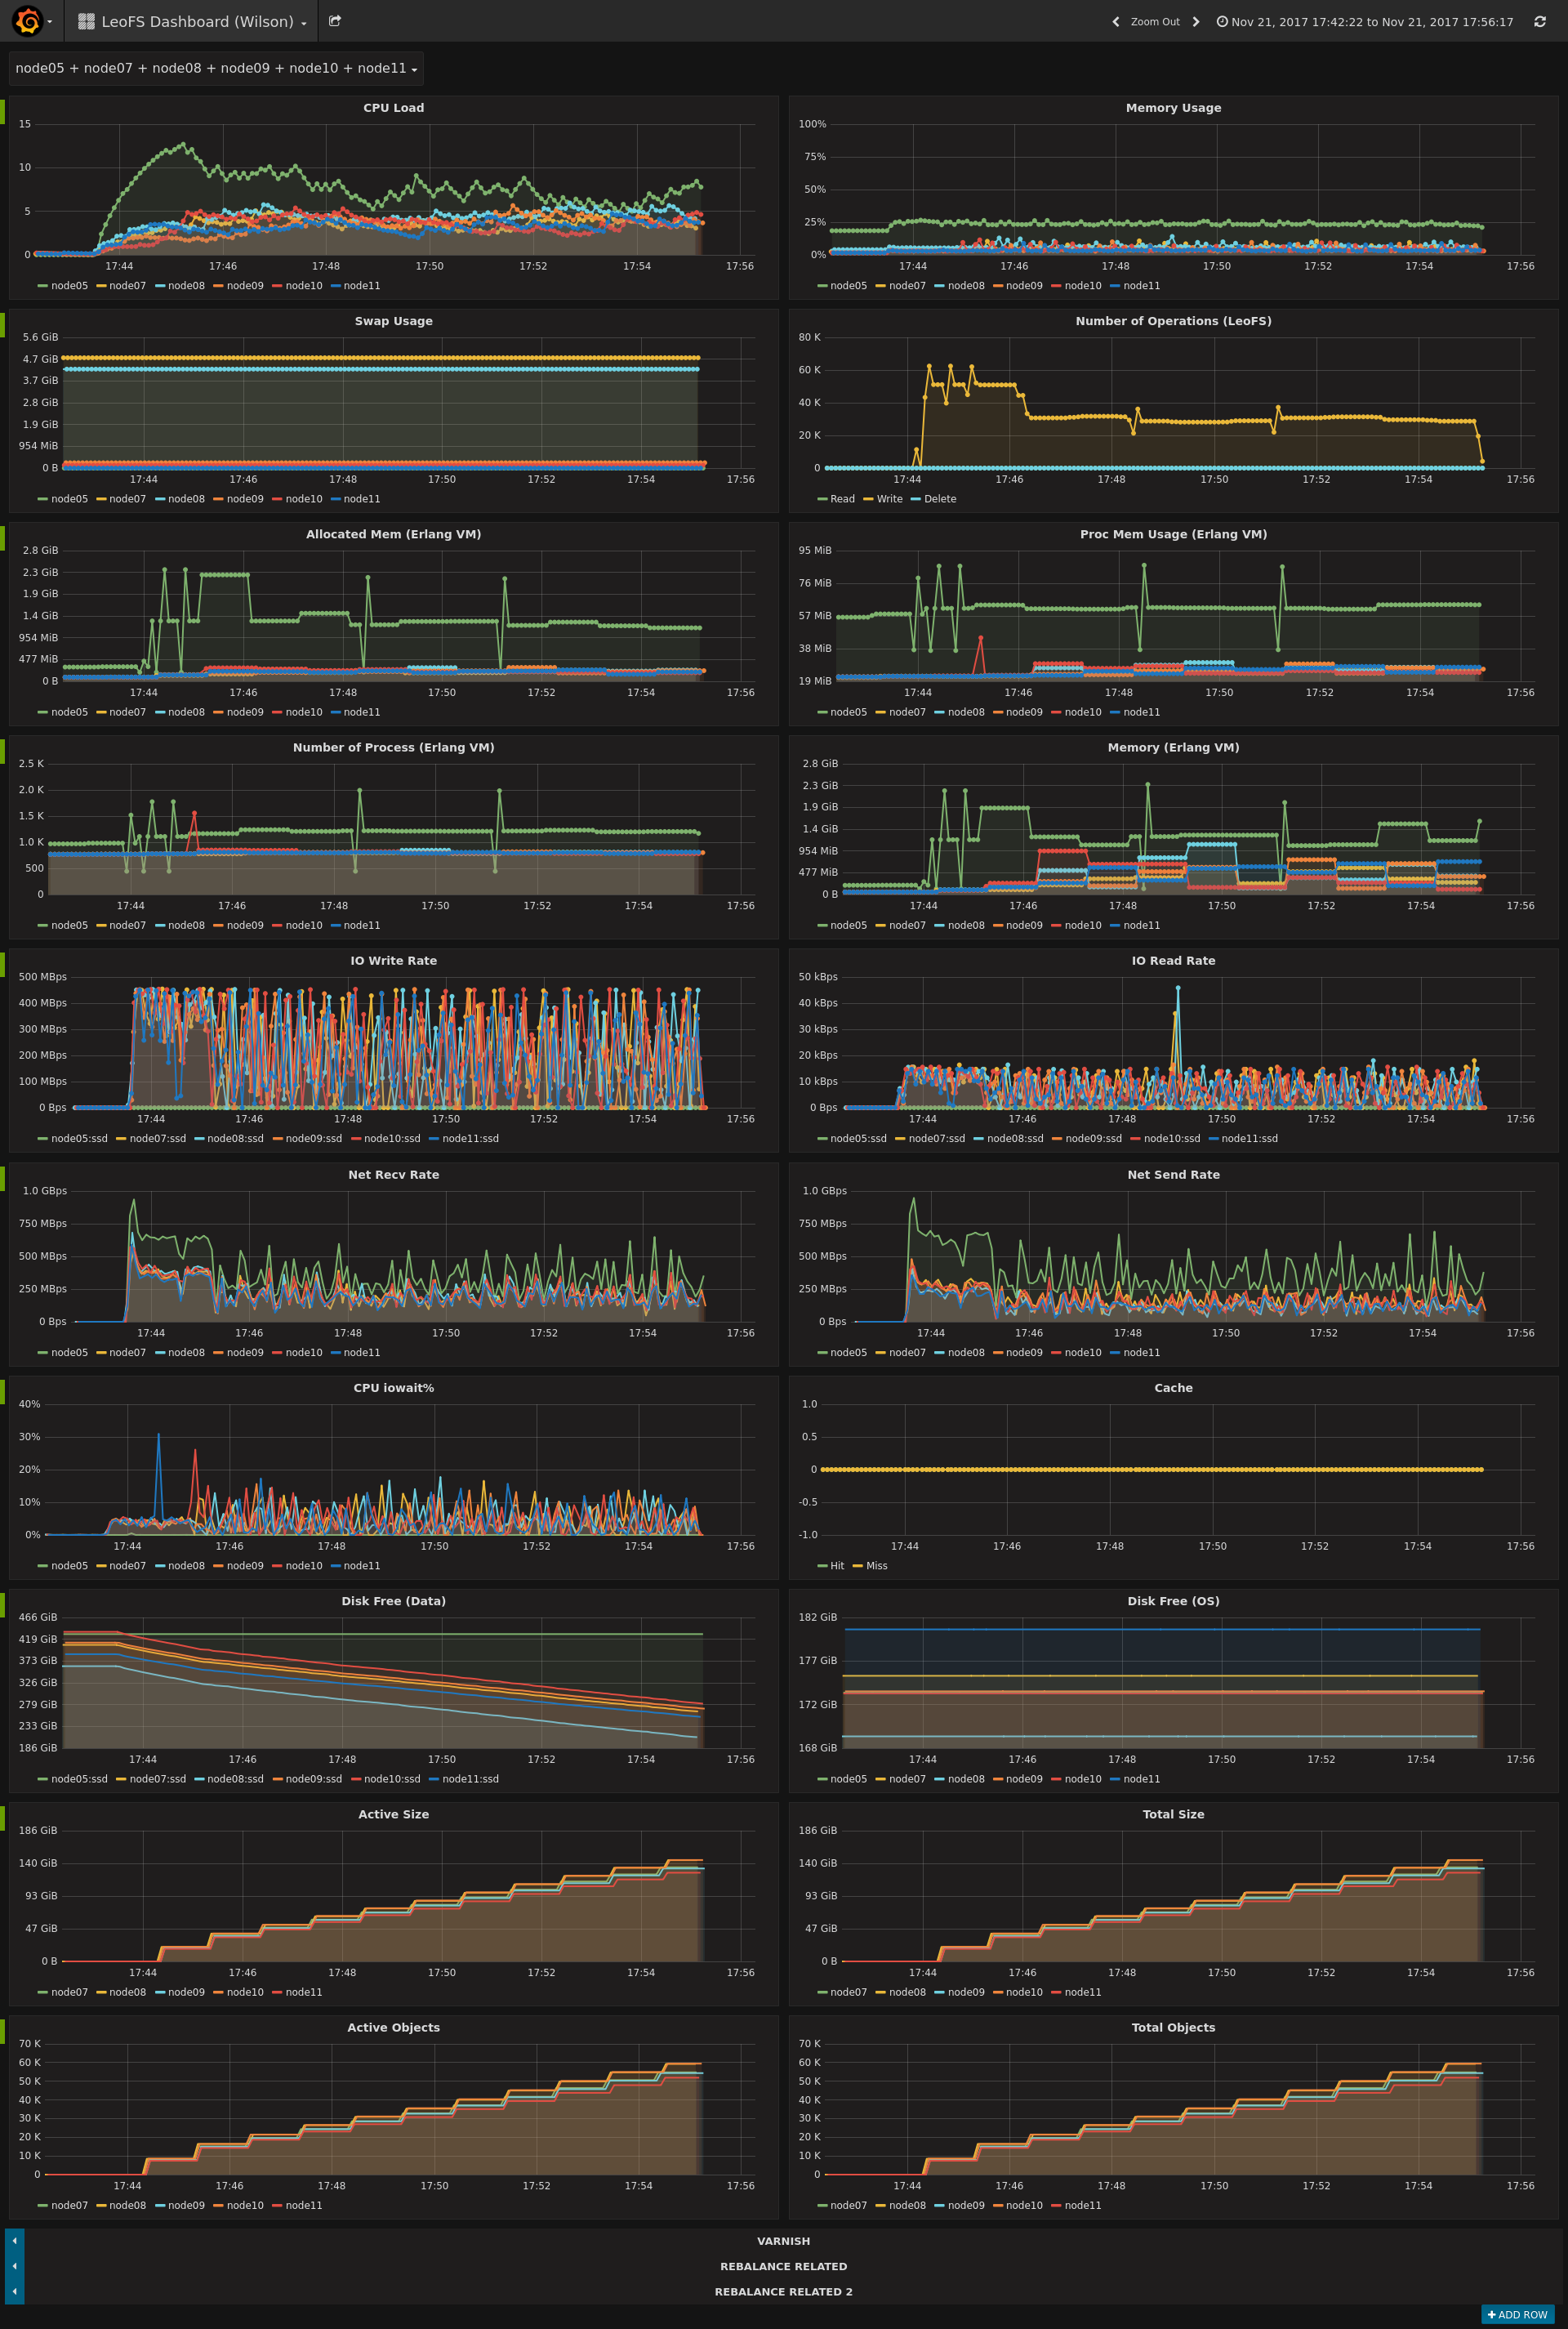 LeoFS Dashboard (Wilson)
Zoom Out
Nov 21, 2017 17:42:22 to Nov 21, 2017 17:56:17
node05 + node07 + node08 + node09 + node10 + node11
CPU Load
15
10
5
0
17:44 17:46 17:48 17:50 17:52 17:54 17:56
node05 node07 node08 node09 node10 node11
Memory Usage
100%
75%
50%
25%
0%
17:44 17:46 17:48 17:50 17:52 17:54 17:56
node05 node07 node08 node09 node10 node11
Swap Usage
5.6 GiB
4.7 GiB
3.7 GiB
2.8 GiB
1.9 GiB
954 MiB
0 B
17:44 17:46 17:48 17:50 17:52 17:54 17:56
node05 node07 node08 node09 node10 node11
Number of Operations (LeoFS)
80 K
60 K
40 K
20 K
0
17:44 17:46 17:48 17:50 17:52 17:54 17:56
Read Write Delete
Allocated Mem (Erlang VM)
2.8 GiB
2.3 GiB
1.9 GiB
1.4 GiB
954 MiB
477 MiB
0 B
17:44 17:46 17:48 17:50 17:52 17:54 17:56
node05 node07 node08 node09 node10 node11
Proc Mem Usage (Erlang VM)
95 MiB
76 MiB
57 MiB
38 MiB
19 MiB
17:44 17:46 17:48 17:50 17:52 17:54 17:56
node05 node07 node08 node09 node10 node11
Number of Process (Erlang VM)
2.5 K
2.0 K
1.5 K
1.0 K
500
0
17:44 17:46 17:48 17:50 17:52 17:54 17:56
node05 node07 node08 node09 node10 node11
Memory (Erlang VM)
2.8 GiB
2.3 GiB
1.9 GiB
1.4 GiB
954 MiB
477 MiB
0 B
17:44 17:46 17:48 17:50 17:52 17:54 17:56
node05 node07 node08 node09 node10 node11
IO Write Rate
500 MBps
400 MBps
300 MBps
200 MBps
100 MBps
0 Bps
17:44 17:46 17:48 17:50 17:52 17:54 17:56
node05:ssd node07:ssd node08:ssd node09:ssd node10:ssd node11:ssd
IO Read Rate
50 kBps
40 kBps
30 kBps
20 kBps
10 kBps
0 Bps
17:44 17:46 17:48 17:50 17:52 17:54 17:56
node05:ssd node07:ssd node08:ssd node09:ssd node10:ssd node11:ssd
Net Recv Rate
1.0 GBps
750 MBps
500 MBps
250 MBps
0 Bps
17:44 17:46 17:48 17:50 17:52 17:54 17:56
node05 node07 node08 node09 node10 node11
Net Send Rate
1.0 GBps
750 MBps
500 MBps
250 MBps
0 Bps
17:44 17:46 17:48 17:50 17:52 17:54 17:56
node05 node07 node08 node09 node10 node11
CPU iowait%
40%
30%
20%
10%
0%
17:44 17:46 17:48 17:50 17:52 17:54 17:56
node05 node07 node08 node09 node10 node11
Cache
1.0
0.5
0
-0.5
-1.0
17:44 17:46 17:48 17:50 17:52 17:54 17:56
Hit Miss
Disk Free (Data)
466 GiB
419 GiB
373 GiB
326 GiB
279 GiB
233 GiB
186 GiB
17:44 17:46 17:48 17:50 17:52 17:54 17:56
node05:ssd node07:ssd node08:ssd node09:ssd node10:ssd node11:ssd
Disk Free (OS)
182 GiB
177 GiB
172 GiB
168 GiB
17:44 17:46 17:48 17:50 17:52 17:54 17:56
node05 node07 node08 node09 node10 node11
Active Size
186 GiB
140 GiB
93 GiB
47 GiB
0 B
17:44 17:46 17:48 17:50 17:52 17:54 17:56
node07 node08 node09 node10 node11
Total Size
186 GiB
140 GiB
93 GiB
47 GiB
0 B
17:44 17:46 17:48 17:50 17:52 17:54 17:56
node07 node08 node09 node10 node11
Active Objects
70 K
60 K
50 K
40 K
30 K
20 K
10 K
0
17:44 17:46 17:48 17:50 17:52 17:54 17:56
node07 node08 node09 node10 node11
Total Objects
70 K
60 K
50 K
40 K
30 K
20 K
10 K
0
17:44 17:46 17:48 17:50 17:52 17:54 17:56
node07 node08 node09 node10 node11
VARNISH
REBALANCE RELATED
REBALANCE RELATED 2
ADD ROW